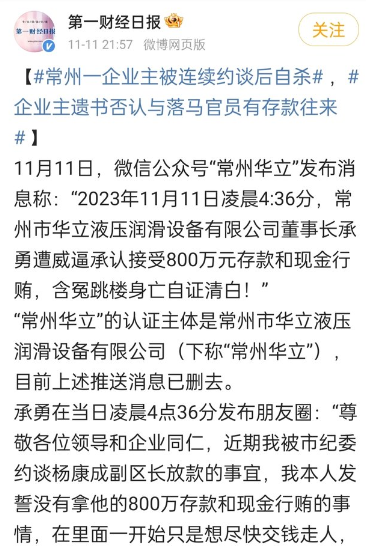 第一财经日报
第一财经日报
11-11 21:57 微博网页版
关注
【#常州一企业主被连续约谈后自杀# ，#
企业主遗书否认与落马官员有存款往来
# 】
11月11日，微信公众号“常州华立”发布消
息称：“2023年11月11日凌晨4:36分，常
州市华立液压润滑设备有限公司董事长承
勇遭威逼承认接受800万元存款和现金行
贿，含冤跳楼身亡自证清白！”
“常州华立”的认证主体是常州市华立液压
润滑设备有限公司（下称“常州华立”），
目前上述推送消息已删去。
承勇在当日凌晨4点36分发布朋友圈：“尊
敬各位领导和企业同仁，近期我被市纪委
约谈杨康成副区长放款的事宜，我本人发
誓没有拿他的800万存款和现金行贿的事
情，在里面一开始只是想尽快交钱走人，